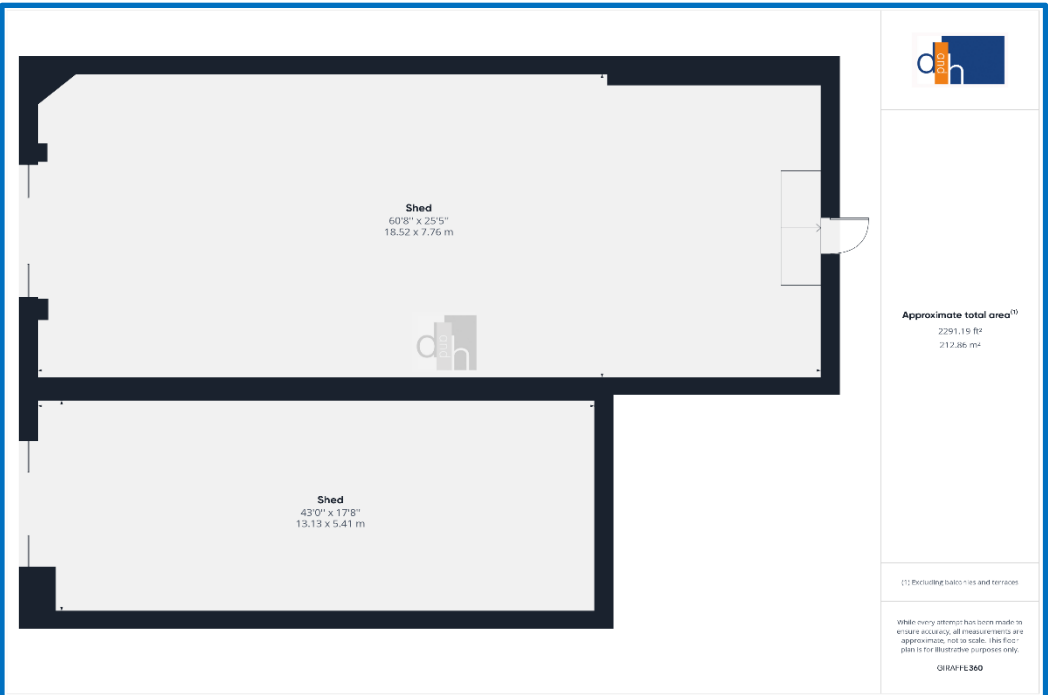 d and h
Shed
60'8" x 25'5"
18.52 x 7.76 m
d and h
Shed
43'0" x 17'8"
13.13 x 5.41 m
Approximate total area(1)
2291.19 ft²
212.86 m²
(1) Excluding balconies and terraces
While every attempt has been made to
ensure accuracy, all measurements are
approximate, not to scale. This floor
plan is for illustrative purposes only.
GIRAFFE360